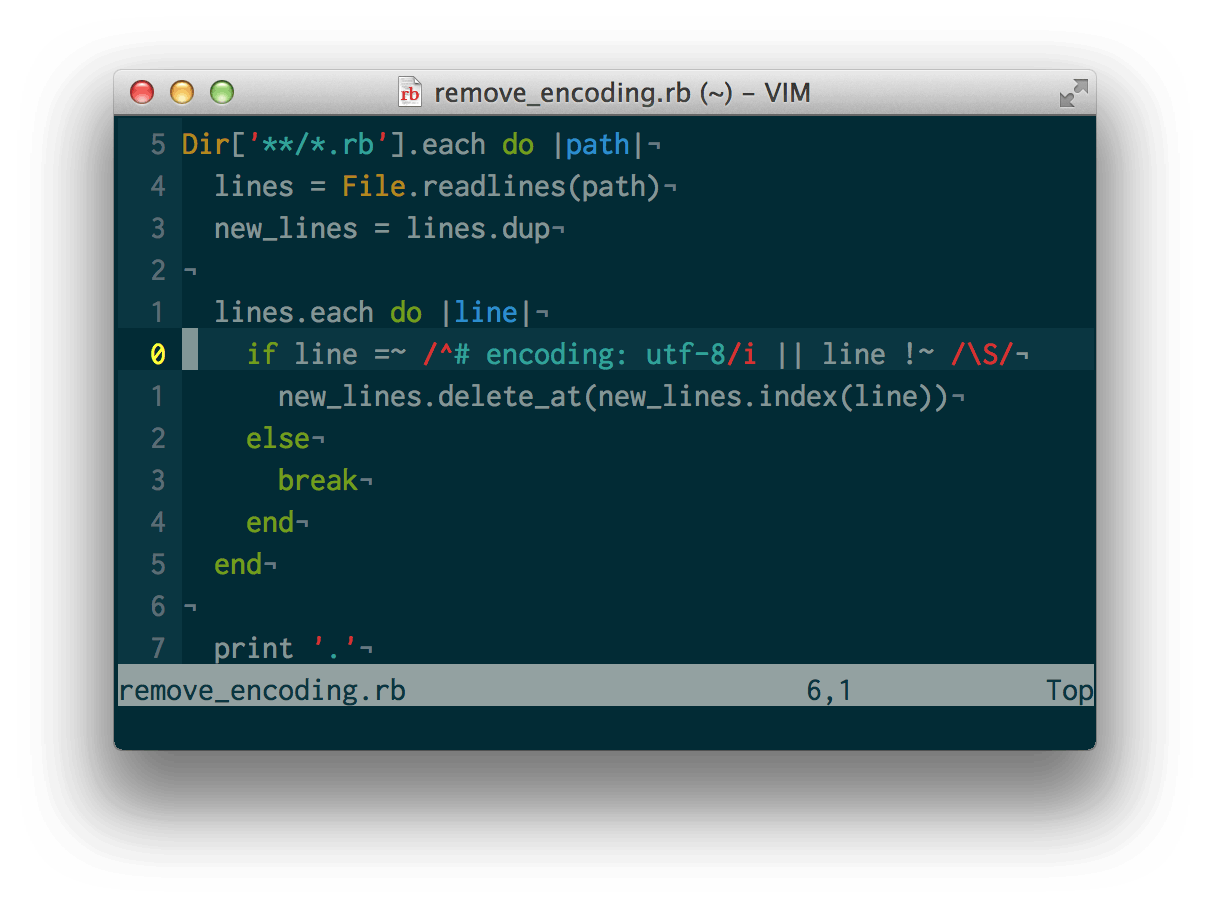 rb remove_encoding.rb (~) – VIM
5 Dir['**/*.rb'].each do |path|¬
4   lines = File.readlines(path)¬
3   new_lines = lines.dup¬
2 ¬
1   lines.each do |line|¬
0     if line =~ /^# encoding: utf-8/i || line !~ /\S/¬
1       new_lines.delete_at(new_lines.index(line))¬
2     else¬
3       break¬
4     end¬
5   end¬
6 ¬
7   print '.'¬
remove_encoding.rb 6,1 Top